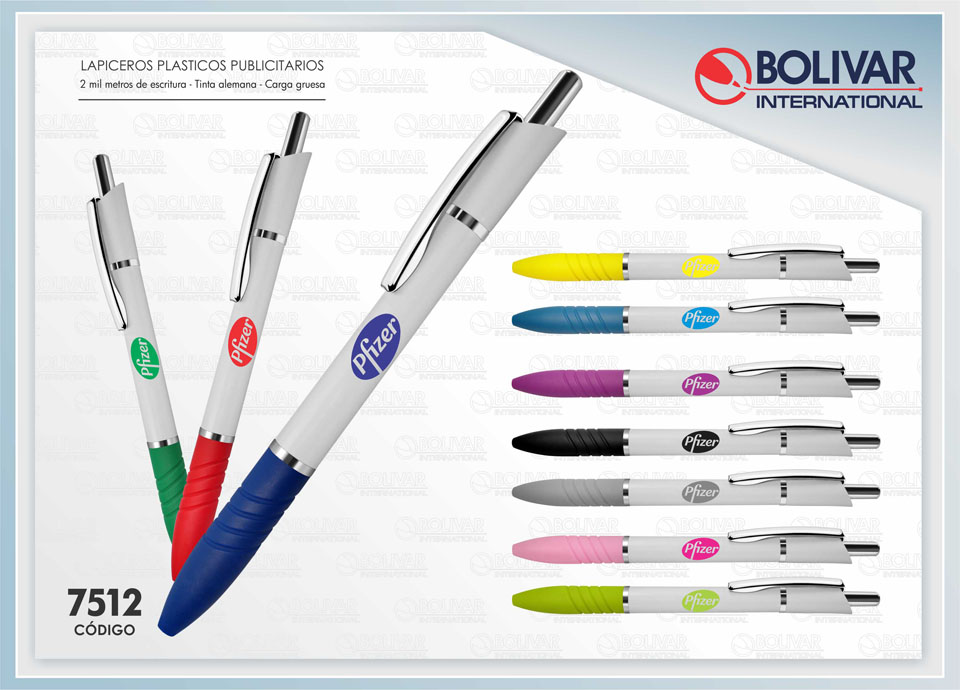 LAPICEROS PLASTICOS PUBLICITARIOS
2 mil metros de escritura - Tinta alemana - Carga gruesa
BOLIVAR
INTERNATIONAL
Pfizer
Pfizer
Pfizer
Pfizer
Pfizer
Pfizer
Pfizer
Pfizer
Pfizer
Pfizer
7512
CÓDIGO